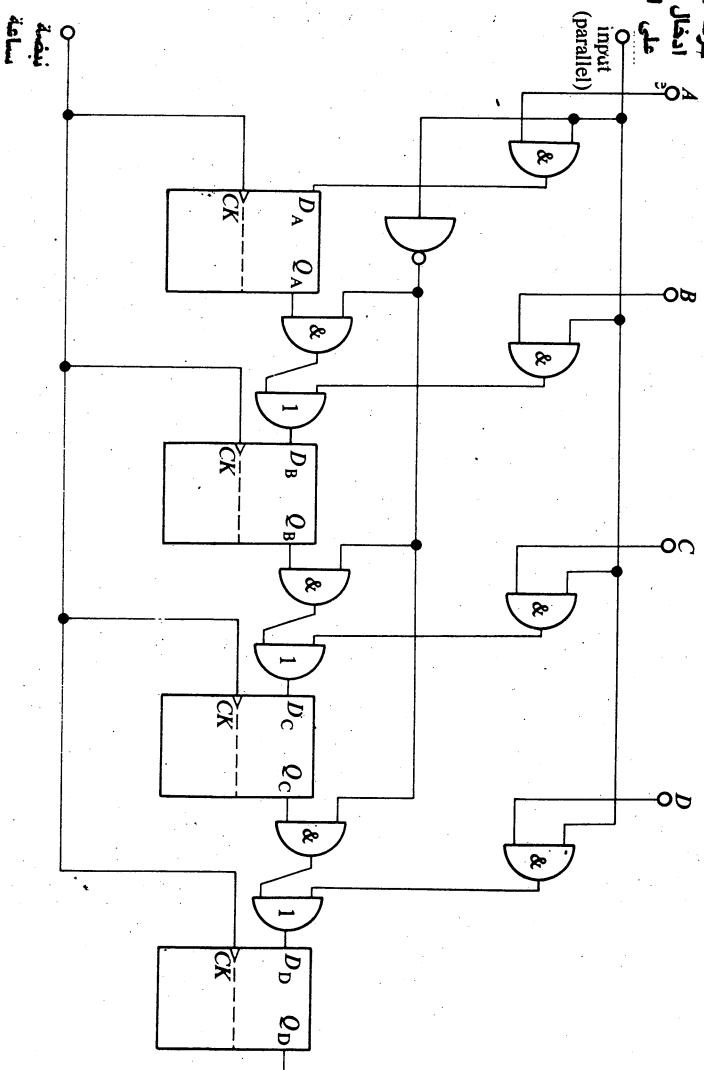 A B C D
ادخال
على
input
(parallel)
& & & &
& 1 & 1 & 1
D_A Q_A D_B Q_B D_C Q_C D_D Q_D
CK CK CK CK
نبضة
ساعة